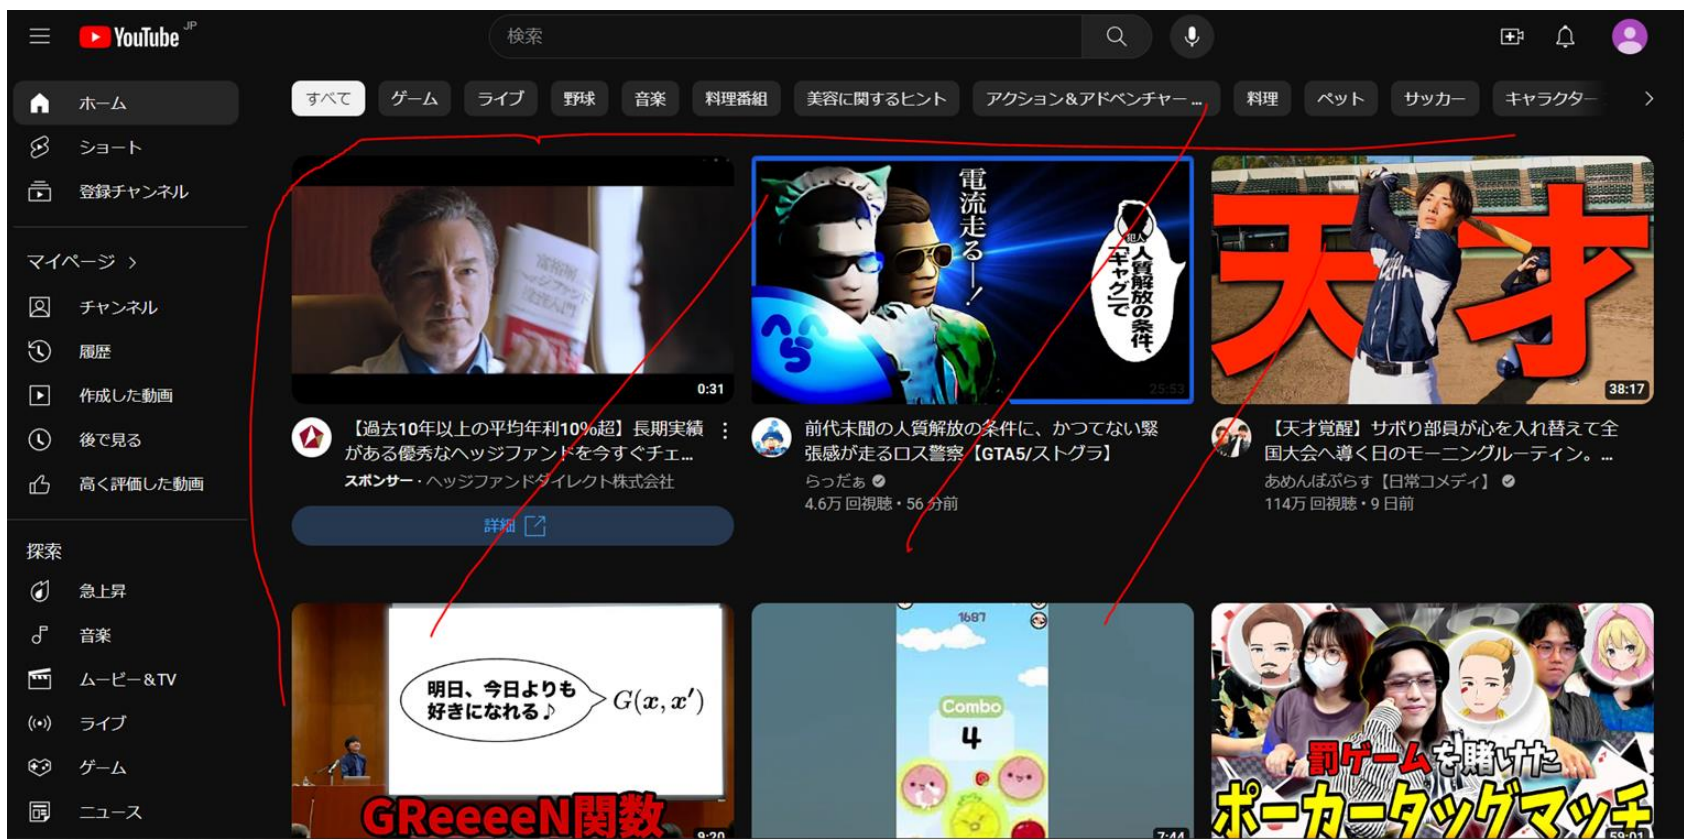 YouTube JP
検索
ホーム
ショート
登録チャンネル
マイページ
チャンネル
履歴
作成した動画
後で見る
高く評価した動画
探索
急上昇
音楽
ムービー&TV
ライブ
ゲーム
ニュース
すべて
ゲーム
ライブ
野球
音楽
料理番組
美容に関するヒント
アクション&アドベンチャー...
料理
ペット
サッカー
キャラクター
0:31
【過去10年以上の平均年利10%超】長期実績
がある優秀なヘッジファンドを今すぐチェ...
スポンサー・ヘッジファンドダイレクト株式会社
詳細
電流走る―!
犯人
人質解放の条件、
「ギャグ」で
25:53
前代未聞の人質解放の条件に、かつてない緊
張感が走るロス警察【GTA5/ストグラ】
らっだぁ
4.6万 回視聴・56 分前
天才
38:17
【天才覚醒】サボり部員が心を入れ替えて全
国大会へ導く日のモーニングルーティン。...
あめんぼぷらす【日常コメディ】
114万 回視聴・9 日前
明日、今日よりも
好きになれる♪
G(x, x′)
GReeeeN関数
9:20
1687
Combo
4
7:44
罰ゲームを賭けた
ポーカータッグマッチ
59:01